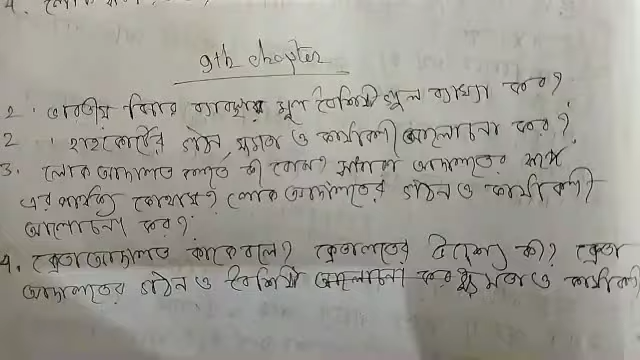 4. লোক
9th chapter
1. ভারতীয় বিচার ব্যবস্থার মূল বৈশিষ্ট্য গুলি ব্যাখ্যা কর?
2. হাইকোর্টের গঠন, ক্ষমতা ও কার্যাবলী আলোচনা কর?
3. লোক আদালত বলতে কী বোঝ? সাধারণ আদালতের সঙ্গে
এর পার্থক্য কোথায়? লোক আদালতের গঠন ও কার্যাবলী
আলোচনা কর?
4. ক্রেতা আদালত কাকে বলে? ক্রেতা আদালতের উদ্দেশ্য কী? ক্রেতা
আদালতের গঠন ও বৈশিষ্ট্য আলোচনা কর ক্ষমতা ও কার্যাবলী